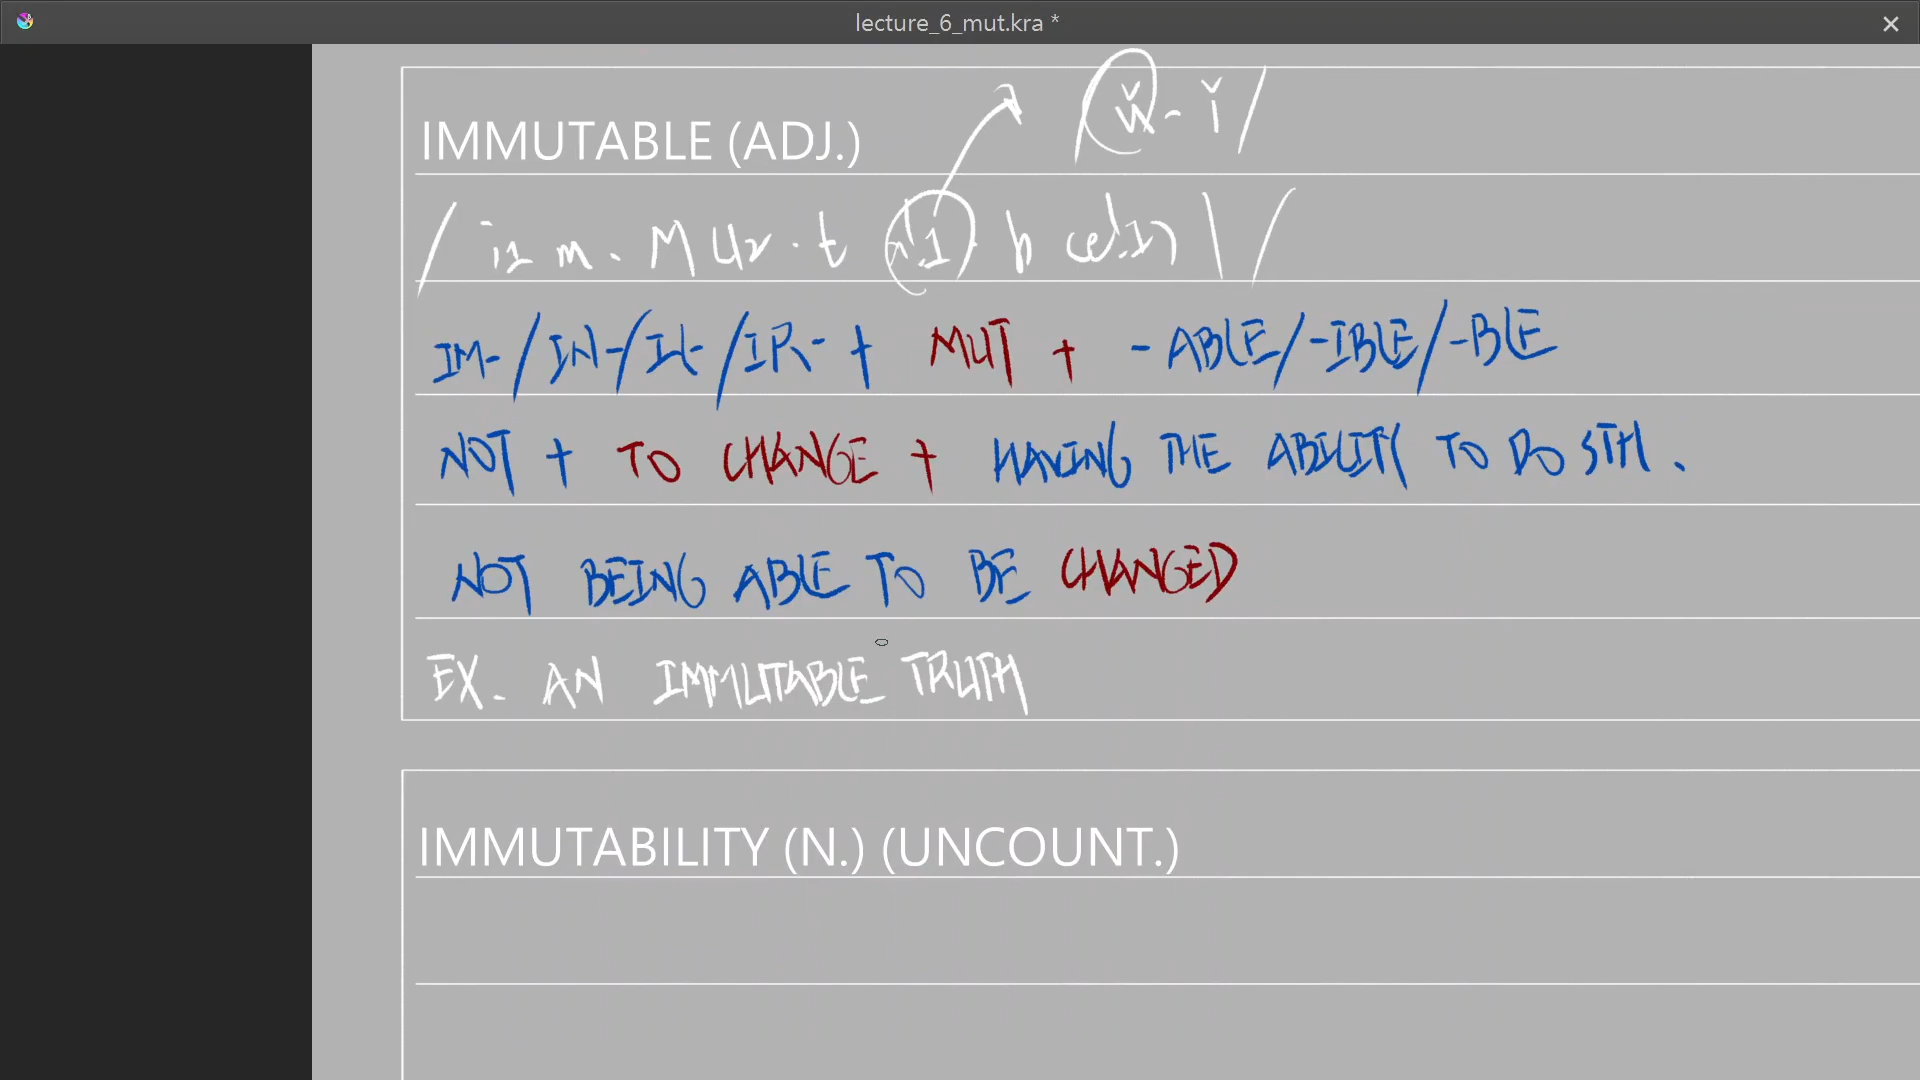 lecture_6_mut.kra *
IMMUTABLE (ADJ.)
IM-/IN-/IL-/IR- + MUT + -ABLE/-IBLE/-BLE
NOT + TO CHANGE + HAVING THE ABILITY TO DO STH.
NOT BEING ABLE TO BE CHANGED
EX. AN IMMUTABLE TRUTH
IMMUTABILITY (N.) (UNCOUNT.)